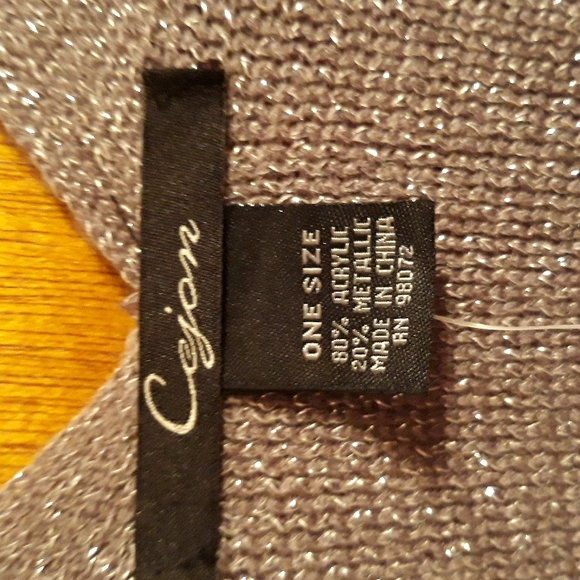 Cejon
ONE SIZE
80% ACRYLIC
20% METALLIC
MADE IN CHINA
RN 98072